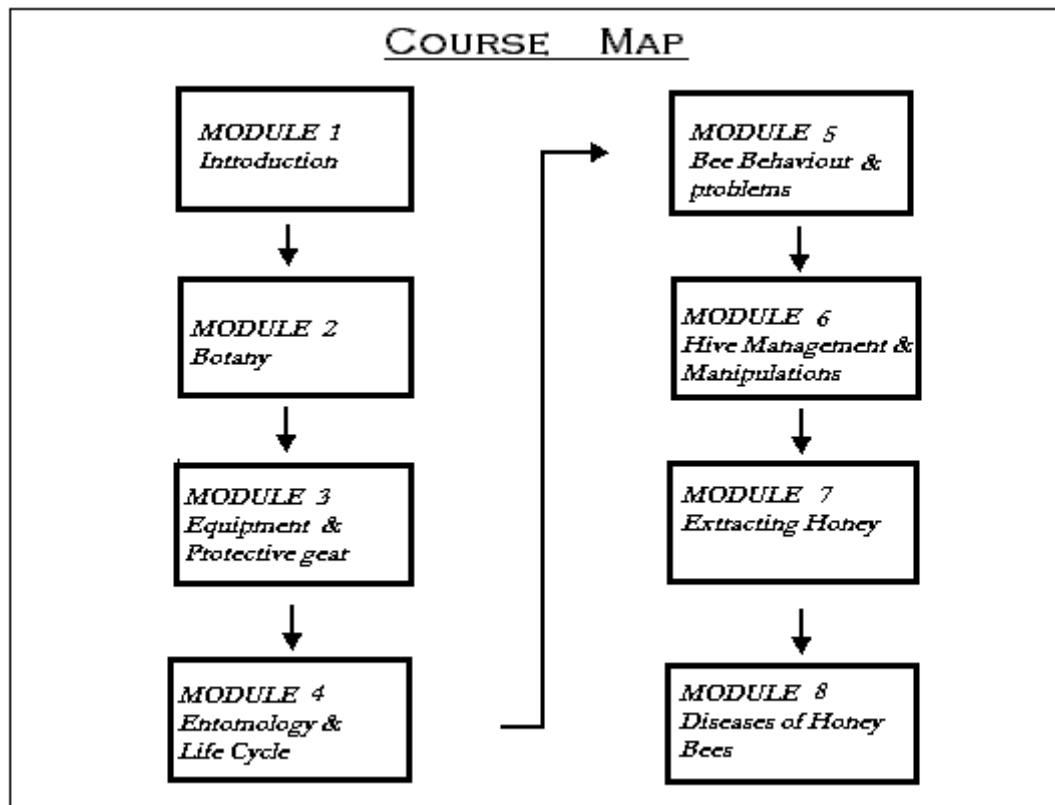 COURSE MAP
MODULE 1
Introduction
MODULE 2
Botany
MODULE 3
Equipment &
Protective gear
MODULE 4
Entomology &
Life Cycle
MODULE 5
Bee Behaviour &
problems
MODULE 6
Hive Management &
Manipulations
MODULE 7
Extracting Honey
MODULE 8
Diseases of Honey
Bees